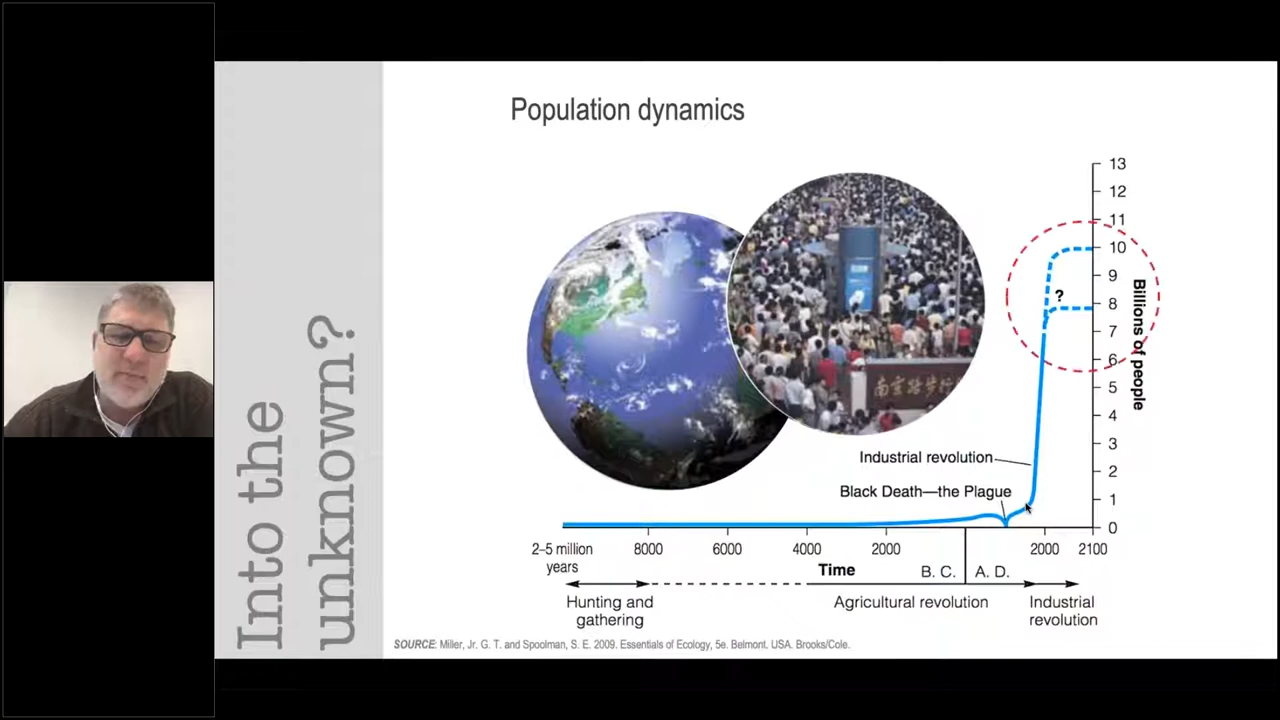 Into the
unknown?
Population dynamics
13
12
11
10
9
8
7
6
5
4
3
2
1
0
Billions of people
?
Industrial revolution
Black Death—the Plague
2–5 million
years
8000
6000
4000
2000
2000
2100
Time
B. C.
A. D.
Hunting and
gathering
Agricultural revolution
Industrial
revolution
SOURCE: Miller, Jr. G. T. and Spoolman, S. E. 2009. Essentials of Ecology, 5e. Belmont. USA. Brooks/Cole.